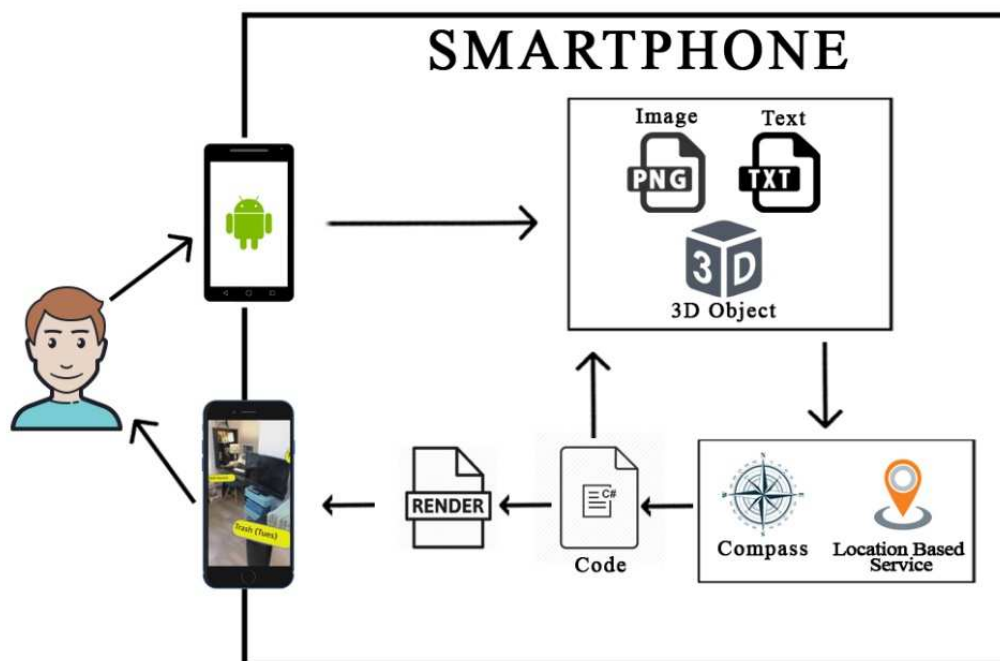 SMARTPHONE
Image
Text
PNG
TXT
3D
3D Object
RENDER
C#
Code
Compass
Location Based
Service
Trash (Tues)